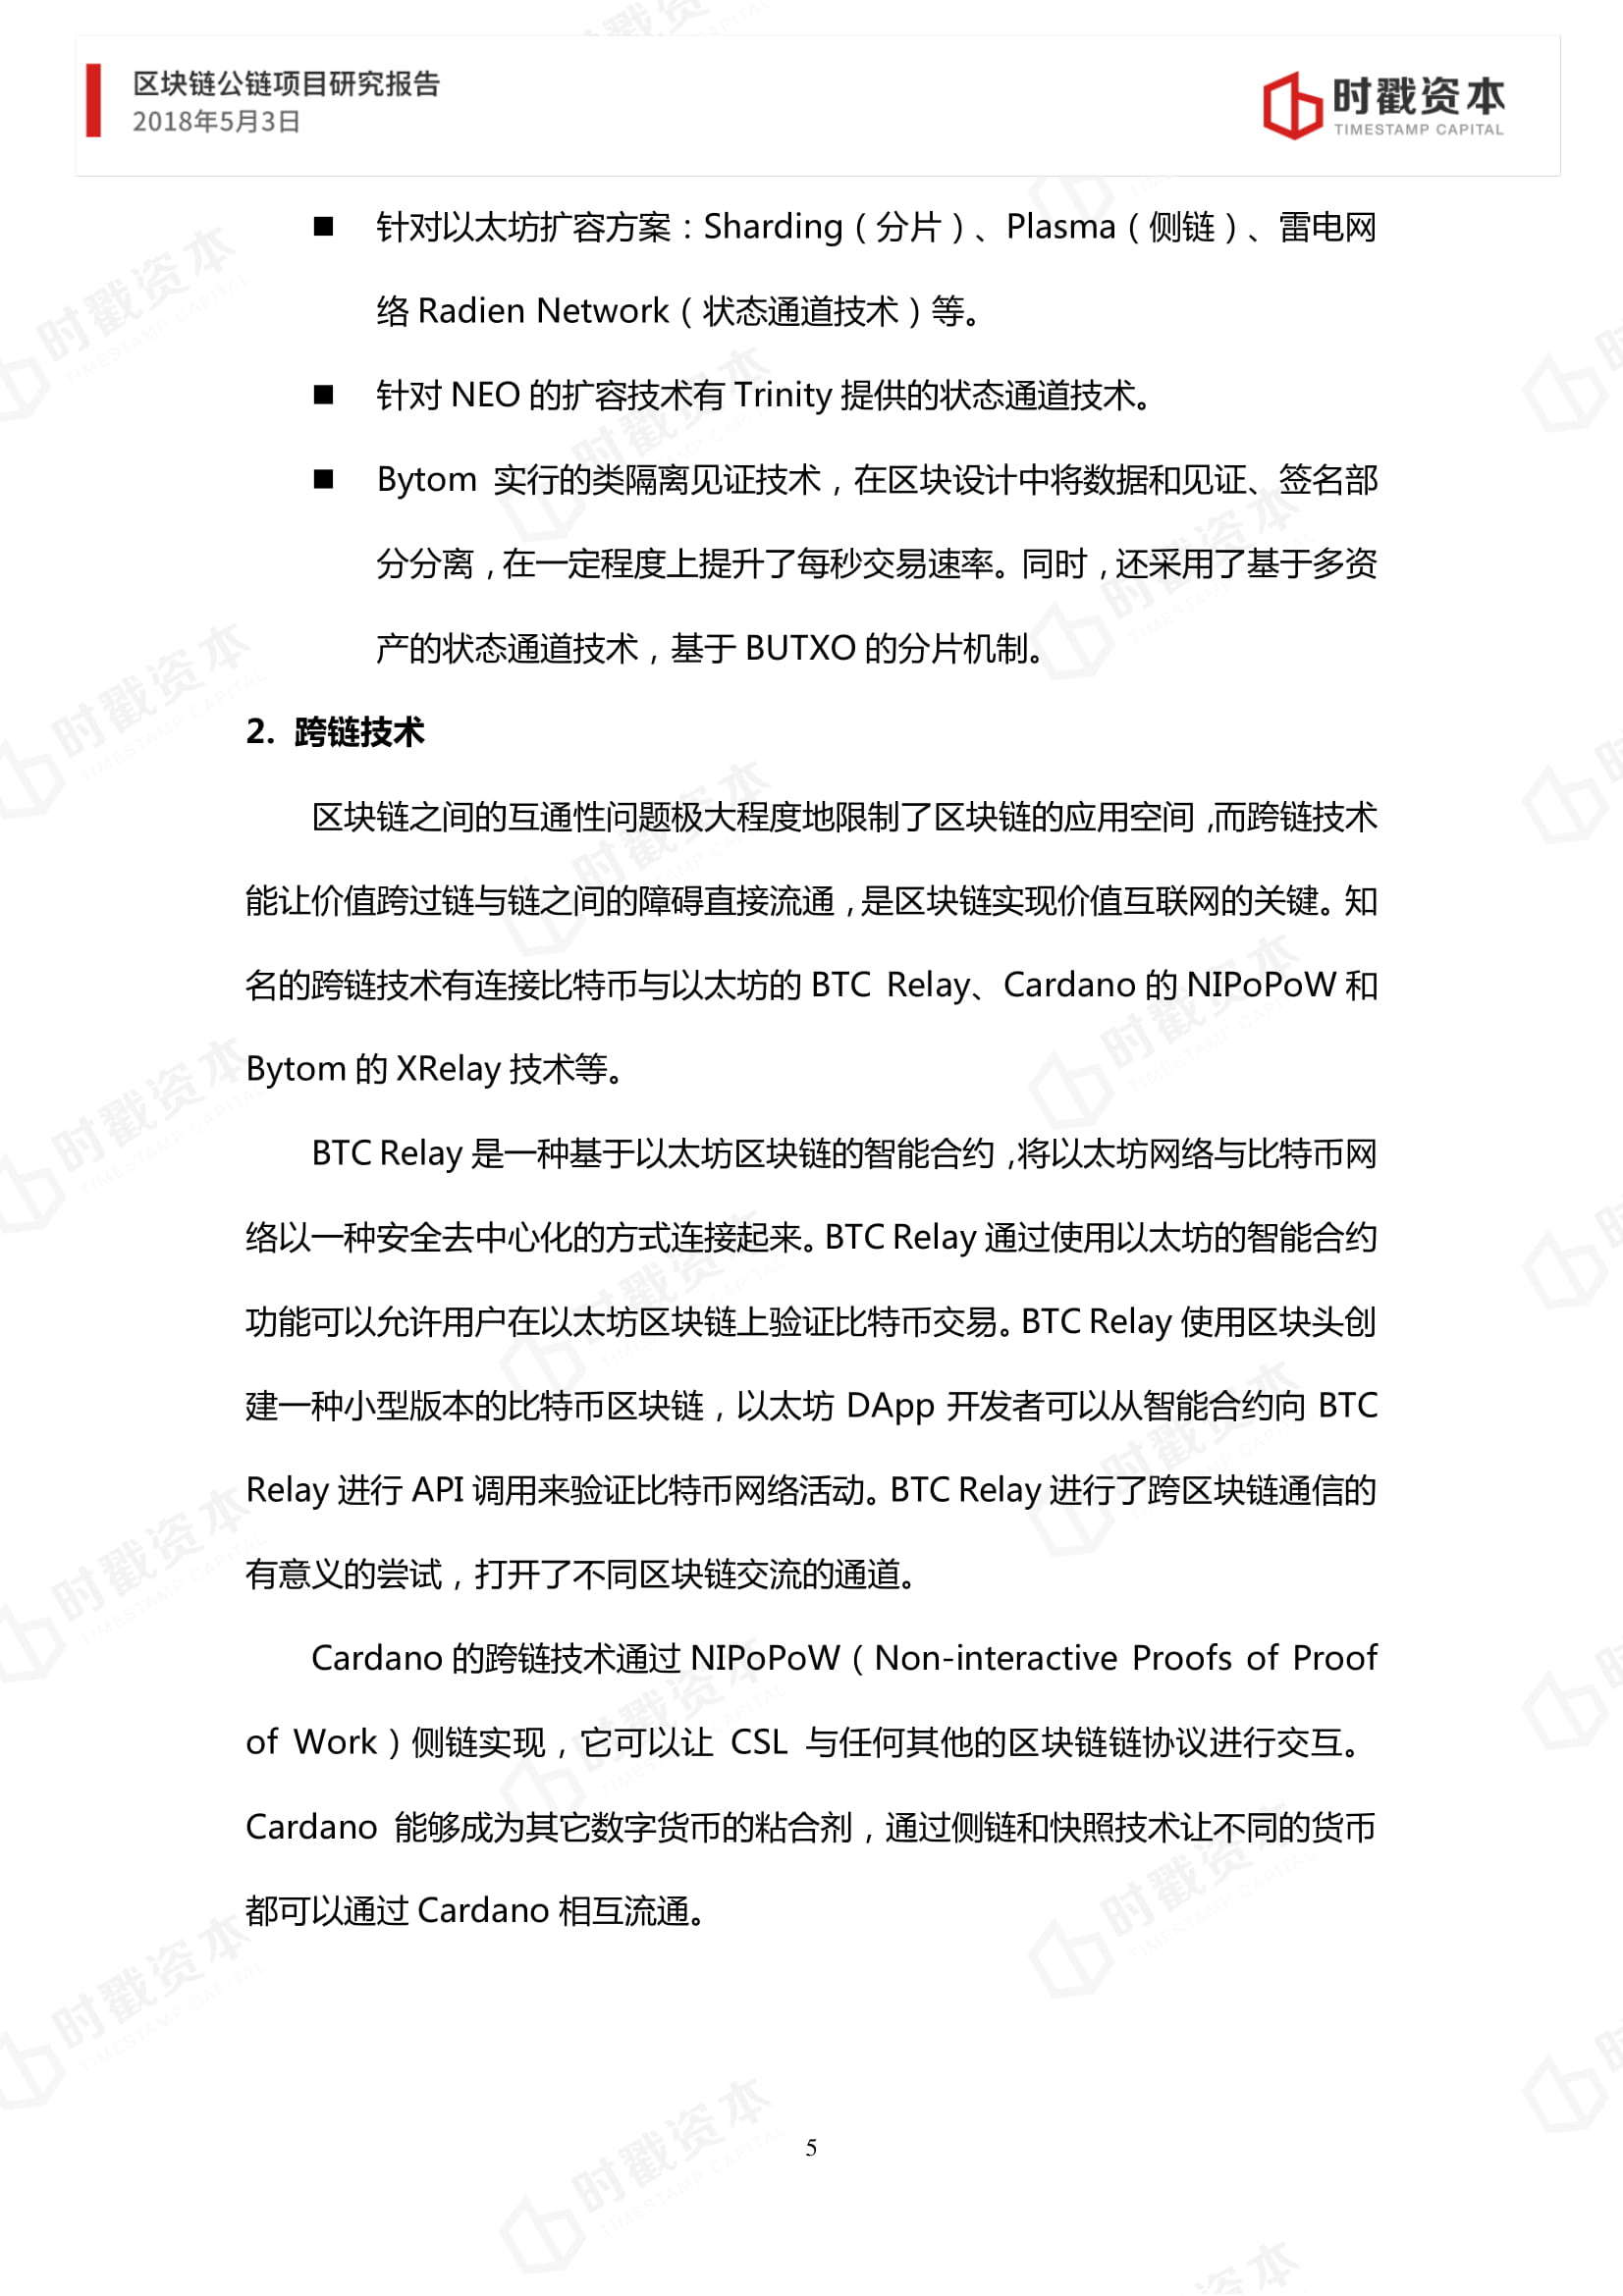 区块链公链项目研究报告
2018年5月3日
时戳资本
TIMESTAMP CAPITAL
■ 针对以太坊扩容方案：Sharding（分片）、Plasma（侧链）、雷电网
络 Radien Network（状态通道技术）等。
■ 针对 NEO 的扩容技术有 Trinity 提供的状态通道技术。
■ Bytom 实行的类隔离见证技术，在区块设计中将数据和见证、签名部
分分离，在一定程度上提升了每秒交易速率。同时，还采用了基于多资
产的状态通道技术，基于 BUTXO 的分片机制。
2. 跨链技术
区块链之间的互通性问题极大程度地限制了区块链的应用空间，而跨链技术
能让价值跨过链与链之间的障碍直接流通，是区块链实现价值互联网的关键。知
名的跨链技术有连接比特币与以太坊的 BTC Relay、Cardano 的 NIPoPoW 和
Bytom 的 XRelay 技术等。
BTC Relay 是一种基于以太坊区块链的智能合约，将以太坊网络与比特币网
络以一种安全去中心化的方式连接起来。BTC Relay 通过使用以太坊的智能合约
功能可以允许用户在以太坊区块链上验证比特币交易。BTC Relay 使用区块头创
建一种小型版本的比特币区块链，以太坊 DApp 开发者可以从智能合约向 BTC
Relay 进行 API 调用来验证比特币网络活动。BTC Relay 进行了跨区块链通信的
有意义的尝试，打开了不同区块链交流的通道。
Cardano 的跨链技术通过 NIPoPoW（Non-interactive Proofs of Proof
of Work）侧链实现，它可以让 CSL 与任何其他的区块链链协议进行交互。
Cardano 能够成为其它数字货币的粘合剂，通过侧链和快照技术让不同的货币
都可以通过 Cardano 相互流通。
5